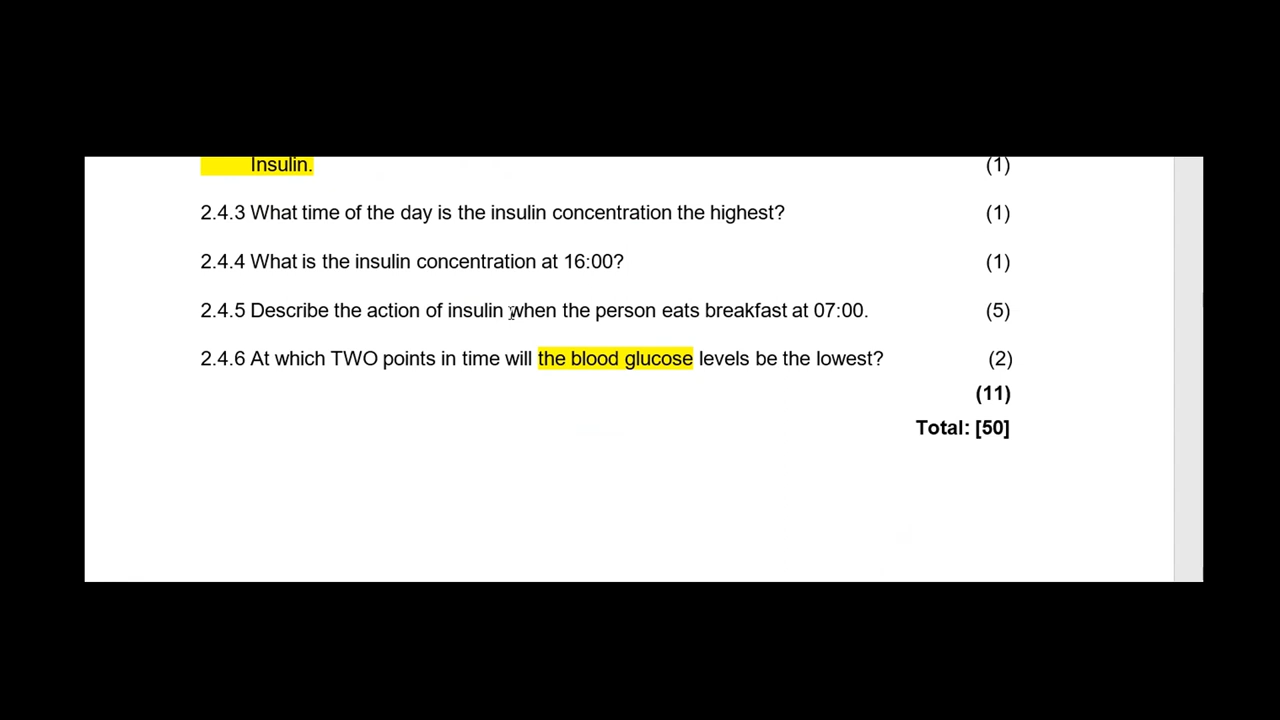 Insulin. (1)
2.4.3 What time of the day is the insulin concentration the highest? (1)
2.4.4 What is the insulin concentration at 16:00? (1)
2.4.5 Describe the action of insulin when the person eats breakfast at 07:00. (5)
2.4.6 At which TWO points in time will the blood glucose levels be the lowest? (2)
(11)
Total: [50]